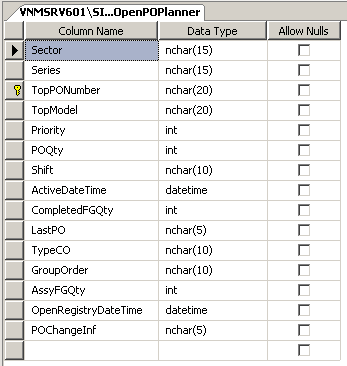 VNMSRV601\SI...OpenPOPlanner
Column Name Data Type Allow Nulls
Sector nchar(15)
Series nchar(15)
TopPONumber nchar(20)
TopModel nchar(20)
Priority int
POQty int
Shift nchar(10)
ActiveDateTime datetime
CompletedFGQty int
LastPO nchar(5)
TypeCO nchar(10)
GroupOrder nchar(10)
AssyFGQty int
OpenRegistryDateTime datetime
POChangeInf nchar(5)